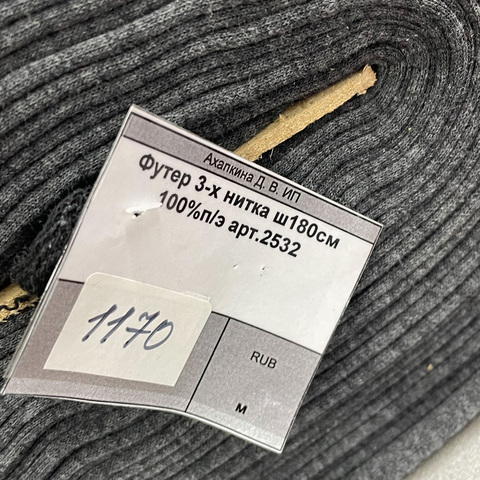 Ахапкина Д. В. ИП
Футер 3-х нитка ш180см
100%п/э арт.2532
1170
RUB
м